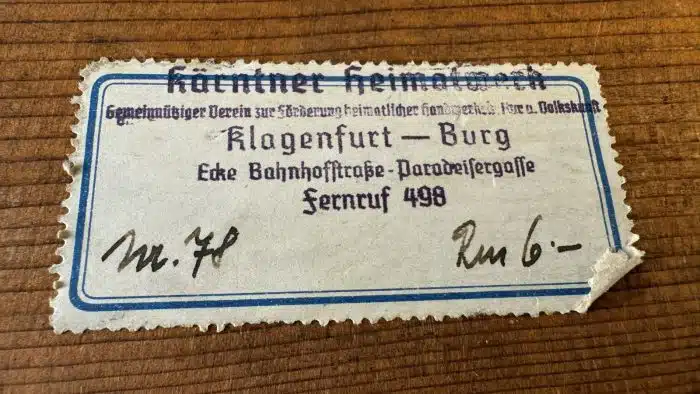 Kärntner Heimatwerk
Gemeinnütziger Verein zur Förderung heimatlicher Handwerks- u. Volkskunst
Klagenfurt — Burg
Ecke Bahnhofstraße-Paradeisergasse
Fernruf 498
Nr. 78 Rm 6.–